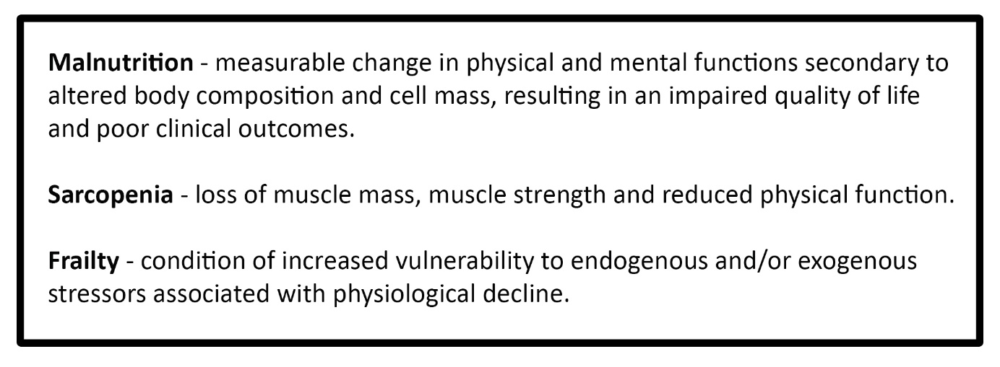 Malnutrition - measurable change in physical and mental functions secondary to
altered body composition and cell mass, resulting in an impaired quality of life
and poor clinical outcomes.
Sarcopenia - loss of muscle mass, muscle strength and reduced physical function.
Frailty - condition of increased vulnerability to endogenous and/or exogenous
stressors associated with physiological decline.